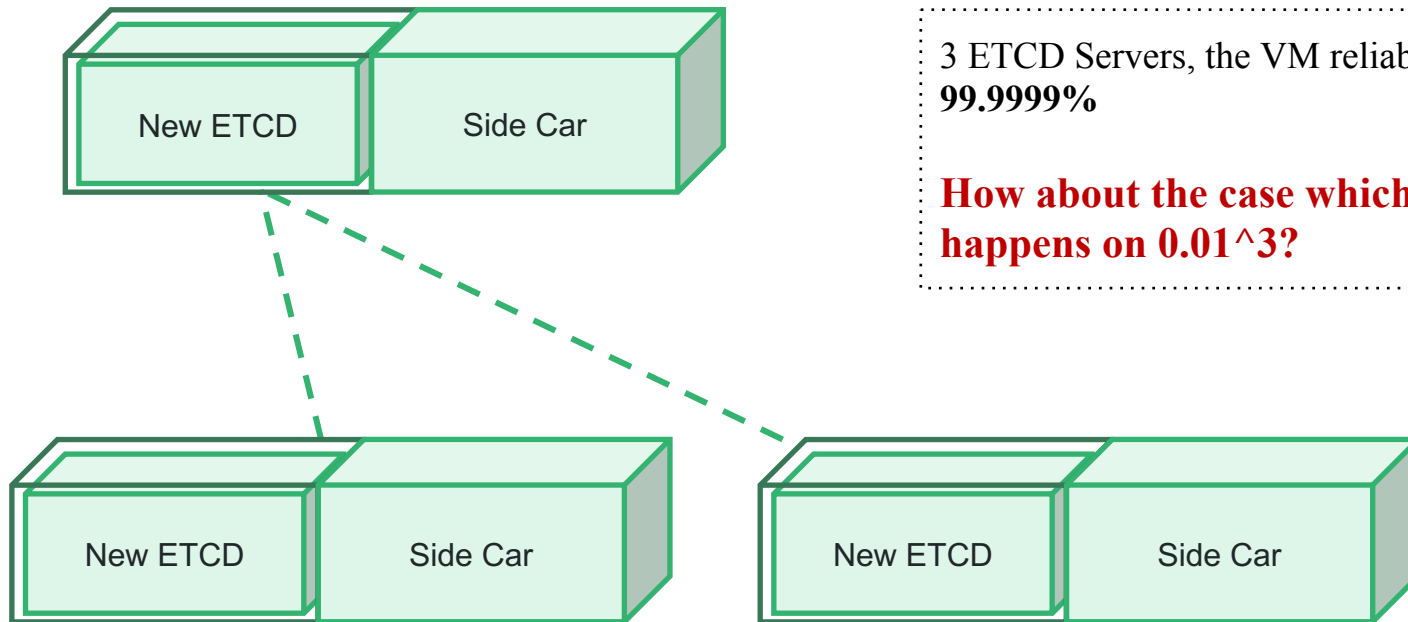 3 ETCD Servers, the VM
99.9999%
How about the case which
happens on 0.01^3?
New ETCD
Side Car
New ETCD
Side Car
New ETCD
Side Car